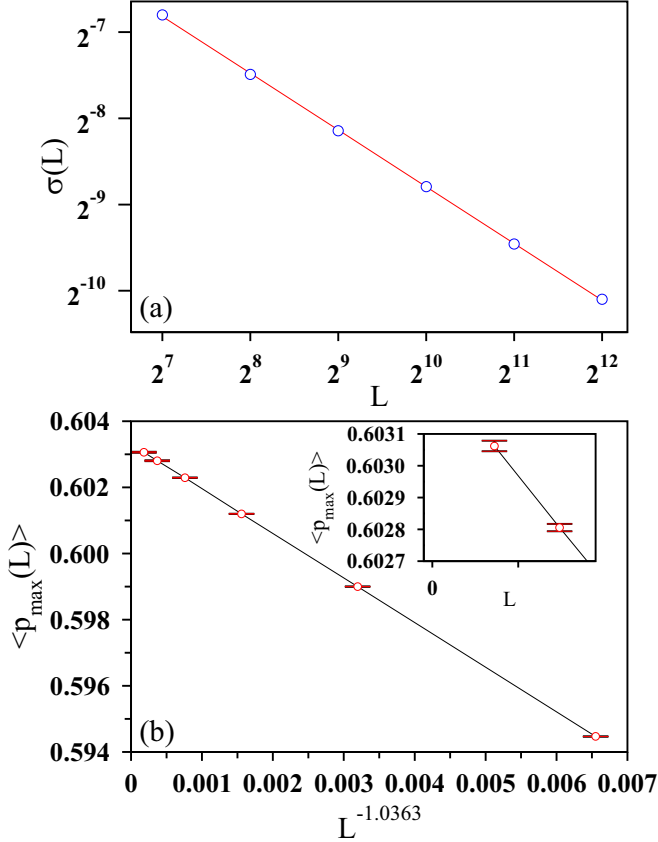 2^-7
2^-8
2^-9
2^-10
σ(L)
(a)
2^7 2^8 2^9 2^10 2^11 2^12
L
0.604
0.602
0.600
0.598
0.596
0.594
<p_max(L)>
(b)
0.6031
0.6030
0.6029
0.6028
0.6027
<p_max(L)>
0
L
0 0.001 0.002 0.003 0.004 0.005 0.006 0.007
L^-1.0363